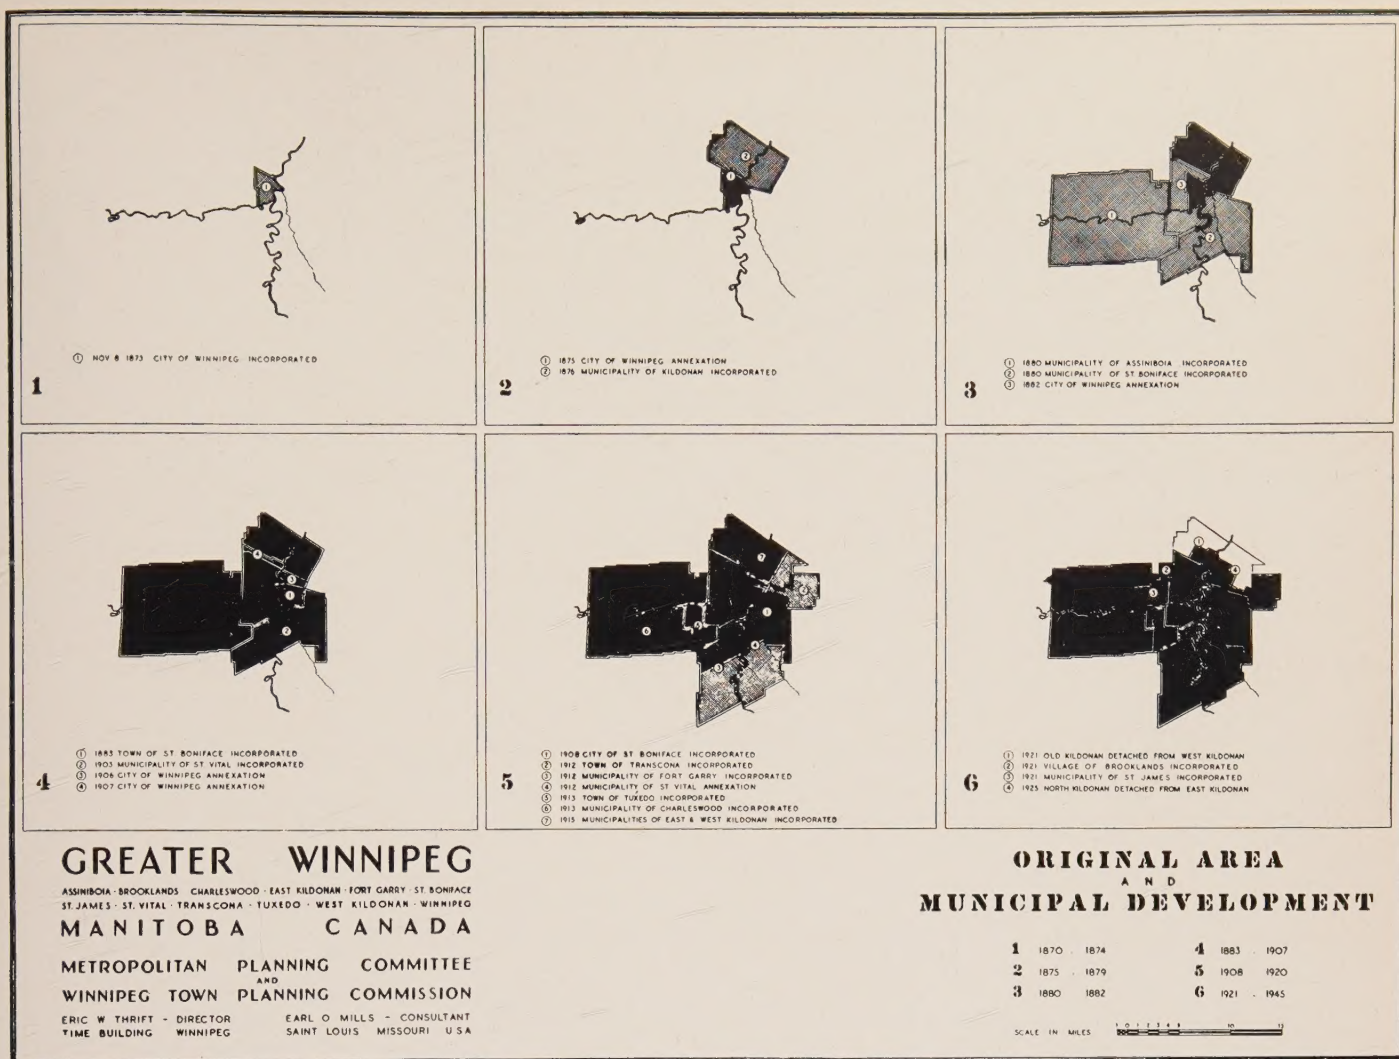 ① NOV 8 1873 CITY OF WINNIPEG INCORPORATED
1
① 1875 CITY OF WINNIPEG ANNEXATION
② 1876 MUNICIPALITY OF KILDONAN INCORPORATED
2
① 1880 MUNICIPALITY OF ASSINIBOIA INCORPORATED
② 1880 MUNICIPALITY OF ST BONIFACE INCORPORATED
③ 1882 CITY OF WINNIPEG ANNEXATION
3
① 1883 TOWN OF ST BONIFACE INCORPORATED
② 1903 MUNICIPALITY OF ST VITAL INCORPORATED
③ 1906 CITY OF WINNIPEG ANNEXATION
④ 1907 CITY OF WINNIPEG ANNEXATION
4
① 1908 CITY OF ST BONIFACE INCORPORATED
② 1912 TOWN OF TRANSCONA INCORPORATED
③ 1912 MUNICIPALITY OF FORT GARRY INCORPORATED
④ 1912 MUNICIPALITY OF ST VITAL ANNEXATION
⑤ 1913 TOWN OF TUXEDO INCORPORATED
⑥ 1913 MUNICIPALITY OF CHARLESWOOD INCORPORATED
⑦ 1915 MUNICIPALITIES OF EAST & WEST KILDONAN INCORPORATED
5
① 1921 OLD KILDONAN DETACHED FROM WEST KILDONAN
② 1921 VILLAGE OF BROOKLANDS INCORPORATED
③ 1921 MUNICIPALITY OF ST JAMES INCORPORATED
④ 1925 NORTH KILDONAN DETACHED FROM EAST KILDONAN
6
GREATER WINNIPEG
ASSINIBOIA · BROOKLANDS CHARLESWOOD · EAST KILDONAN · FORT GARRY · ST. BONIFACE
ST. JAMES · ST. VITAL · TRANSCONA · TUXEDO · WEST KILDONAN · WINNIPEG
MANITOBA CANADA
METROPOLITAN PLANNING COMMITTEE
AND
WINNIPEG TOWN PLANNING COMMISSION
ERIC W THRIFT - DIRECTOR EARL O MILLS - CONSULTANT
TIME BUILDING WINNIPEG SAINT LOUIS MISSOURI U S A
ORIGINAL AREA
AND
MUNICIPAL DEVELOPMENT
1 1870 . 1874 4 1883 . 1907
2 1875 . 1879 5 1908 1920
3 1880 1882 6 1921 . 1945
SCALE IN MILES 1 0 1 2 3 4 5 10 15